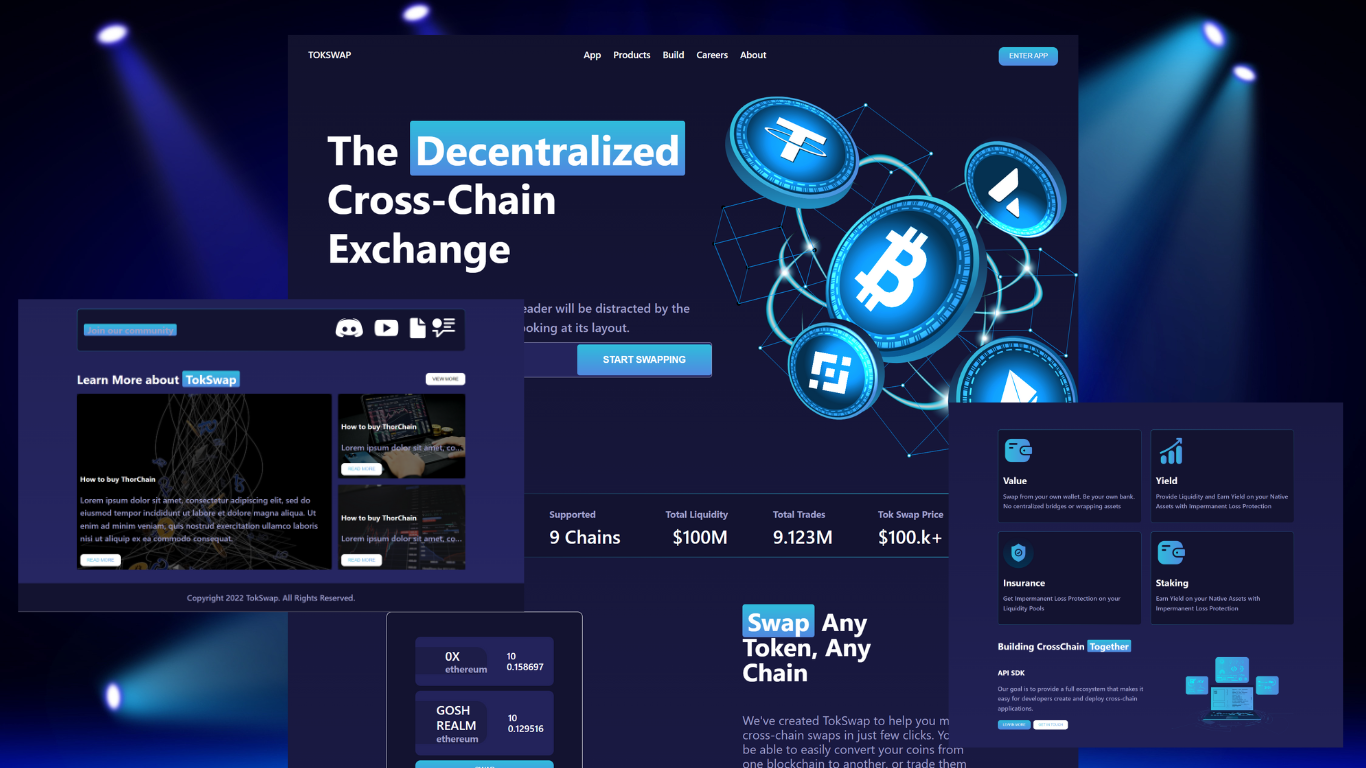 TOKSWAP
App Products Build Careers About
ENTER APP
The Decentralized
Cross-Chain
Exchange
eader will be distracted by the
ooking at its layout.
START SWAPPING
Supported
9 Chains
Total Liquidity
$100M
Total Trades
9.123M
Tok Swap Price
$100.k+
Join our community
Learn More about TokSwap
VIEW MORE
How to buy ThorChain
Lorem ipsum dolor sit amet, consectetur adipiscing elit, sed do
eiusmod tempor incididunt ut labore et dolore magna aliqua. Ut
enim ad minim veniam, quis nostrud exercitation ullamco laboris
nisi ut aliquip ex ea commodo consequat.
READ MORE
How to buy ThorChain
Lorem ipsum dolor sit amet, co...
READ MORE
How to buy ThorChain
Lorem ipsum dolor sit amet, co...
READ MORE
Copyright 2022 TokSwap. All Rights Reserved.
0X
ethereum
10
0.158697
GOSH
REALM
ethereum
10
0.129516
Swap Any
Token, Any
Chain
We've created TokSwap to help you m
cross-chain swaps in just few clicks. Yo
be able to easily convert your coins from
one blockchain to another, or trade them
Value
Swap from your own wallet. Be your own bank.
No centralized bridges or wrapping assets
Yield
Provide Liquidity and Earn Yield on your Native
Assets with Impermanent Loss Protection
Insurance
Get Impermanent Loss Protection on your
Liquidity Pools
Staking
Earn Yield on your Native Assets with
Impermanent Loss Protection
Building CrossChain Together
API SDK
Our goal is to provide a full ecosystem that makes it
easy for developers create and deploy cross-chain
applications.
LEARN MORE